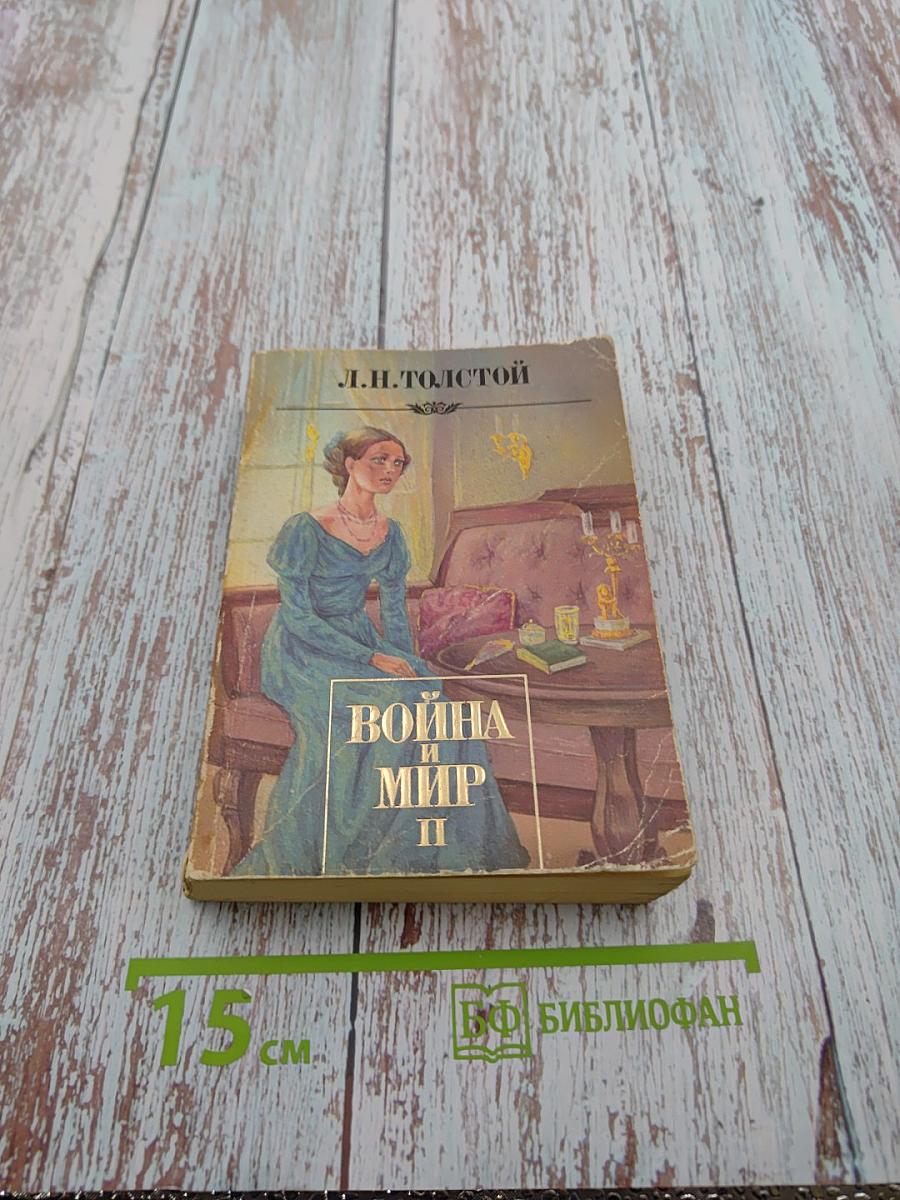 Л.Н.ТОЛСТОЙ
ВОЙНА
И
МИР
II
15 см
БФ БИБЛИОФАН